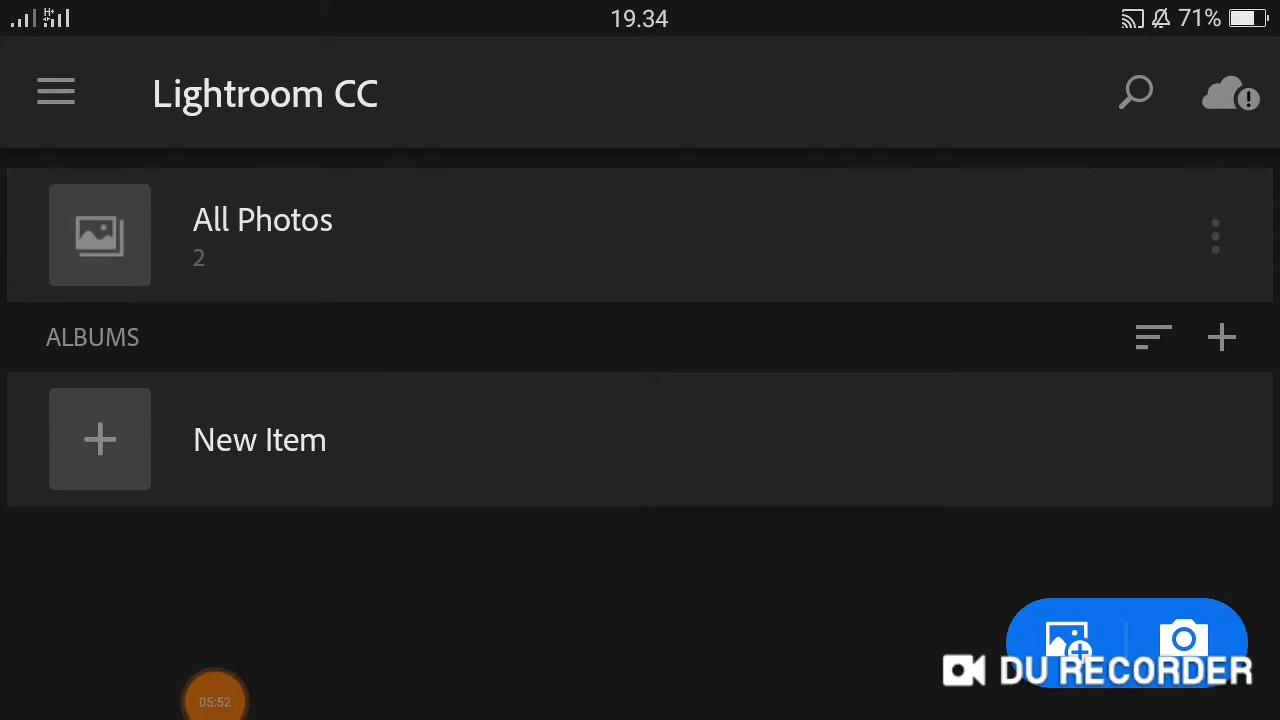 19.34
71%
Lightroom CC
All Photos
2
ALBUMS
New Item
DU RECORDER
05:52